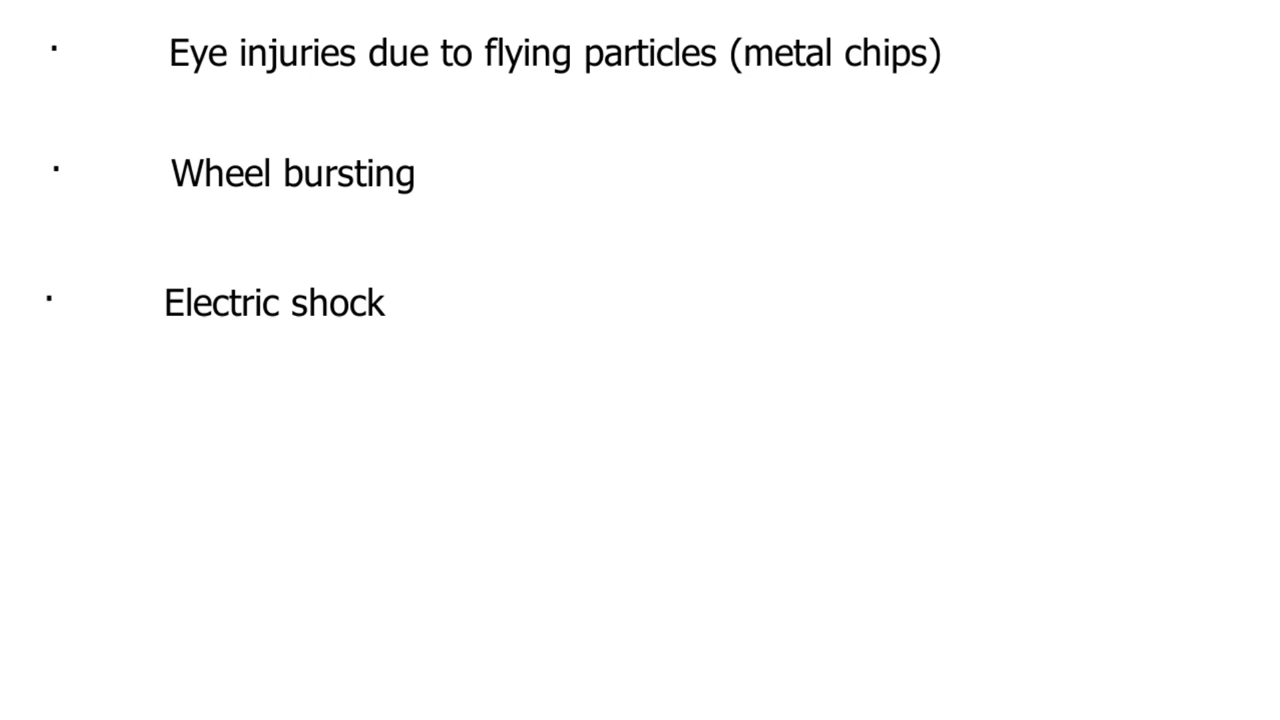 · Eye injuries due to flying particles (metal chips)
· Wheel bursting
· Electric shock